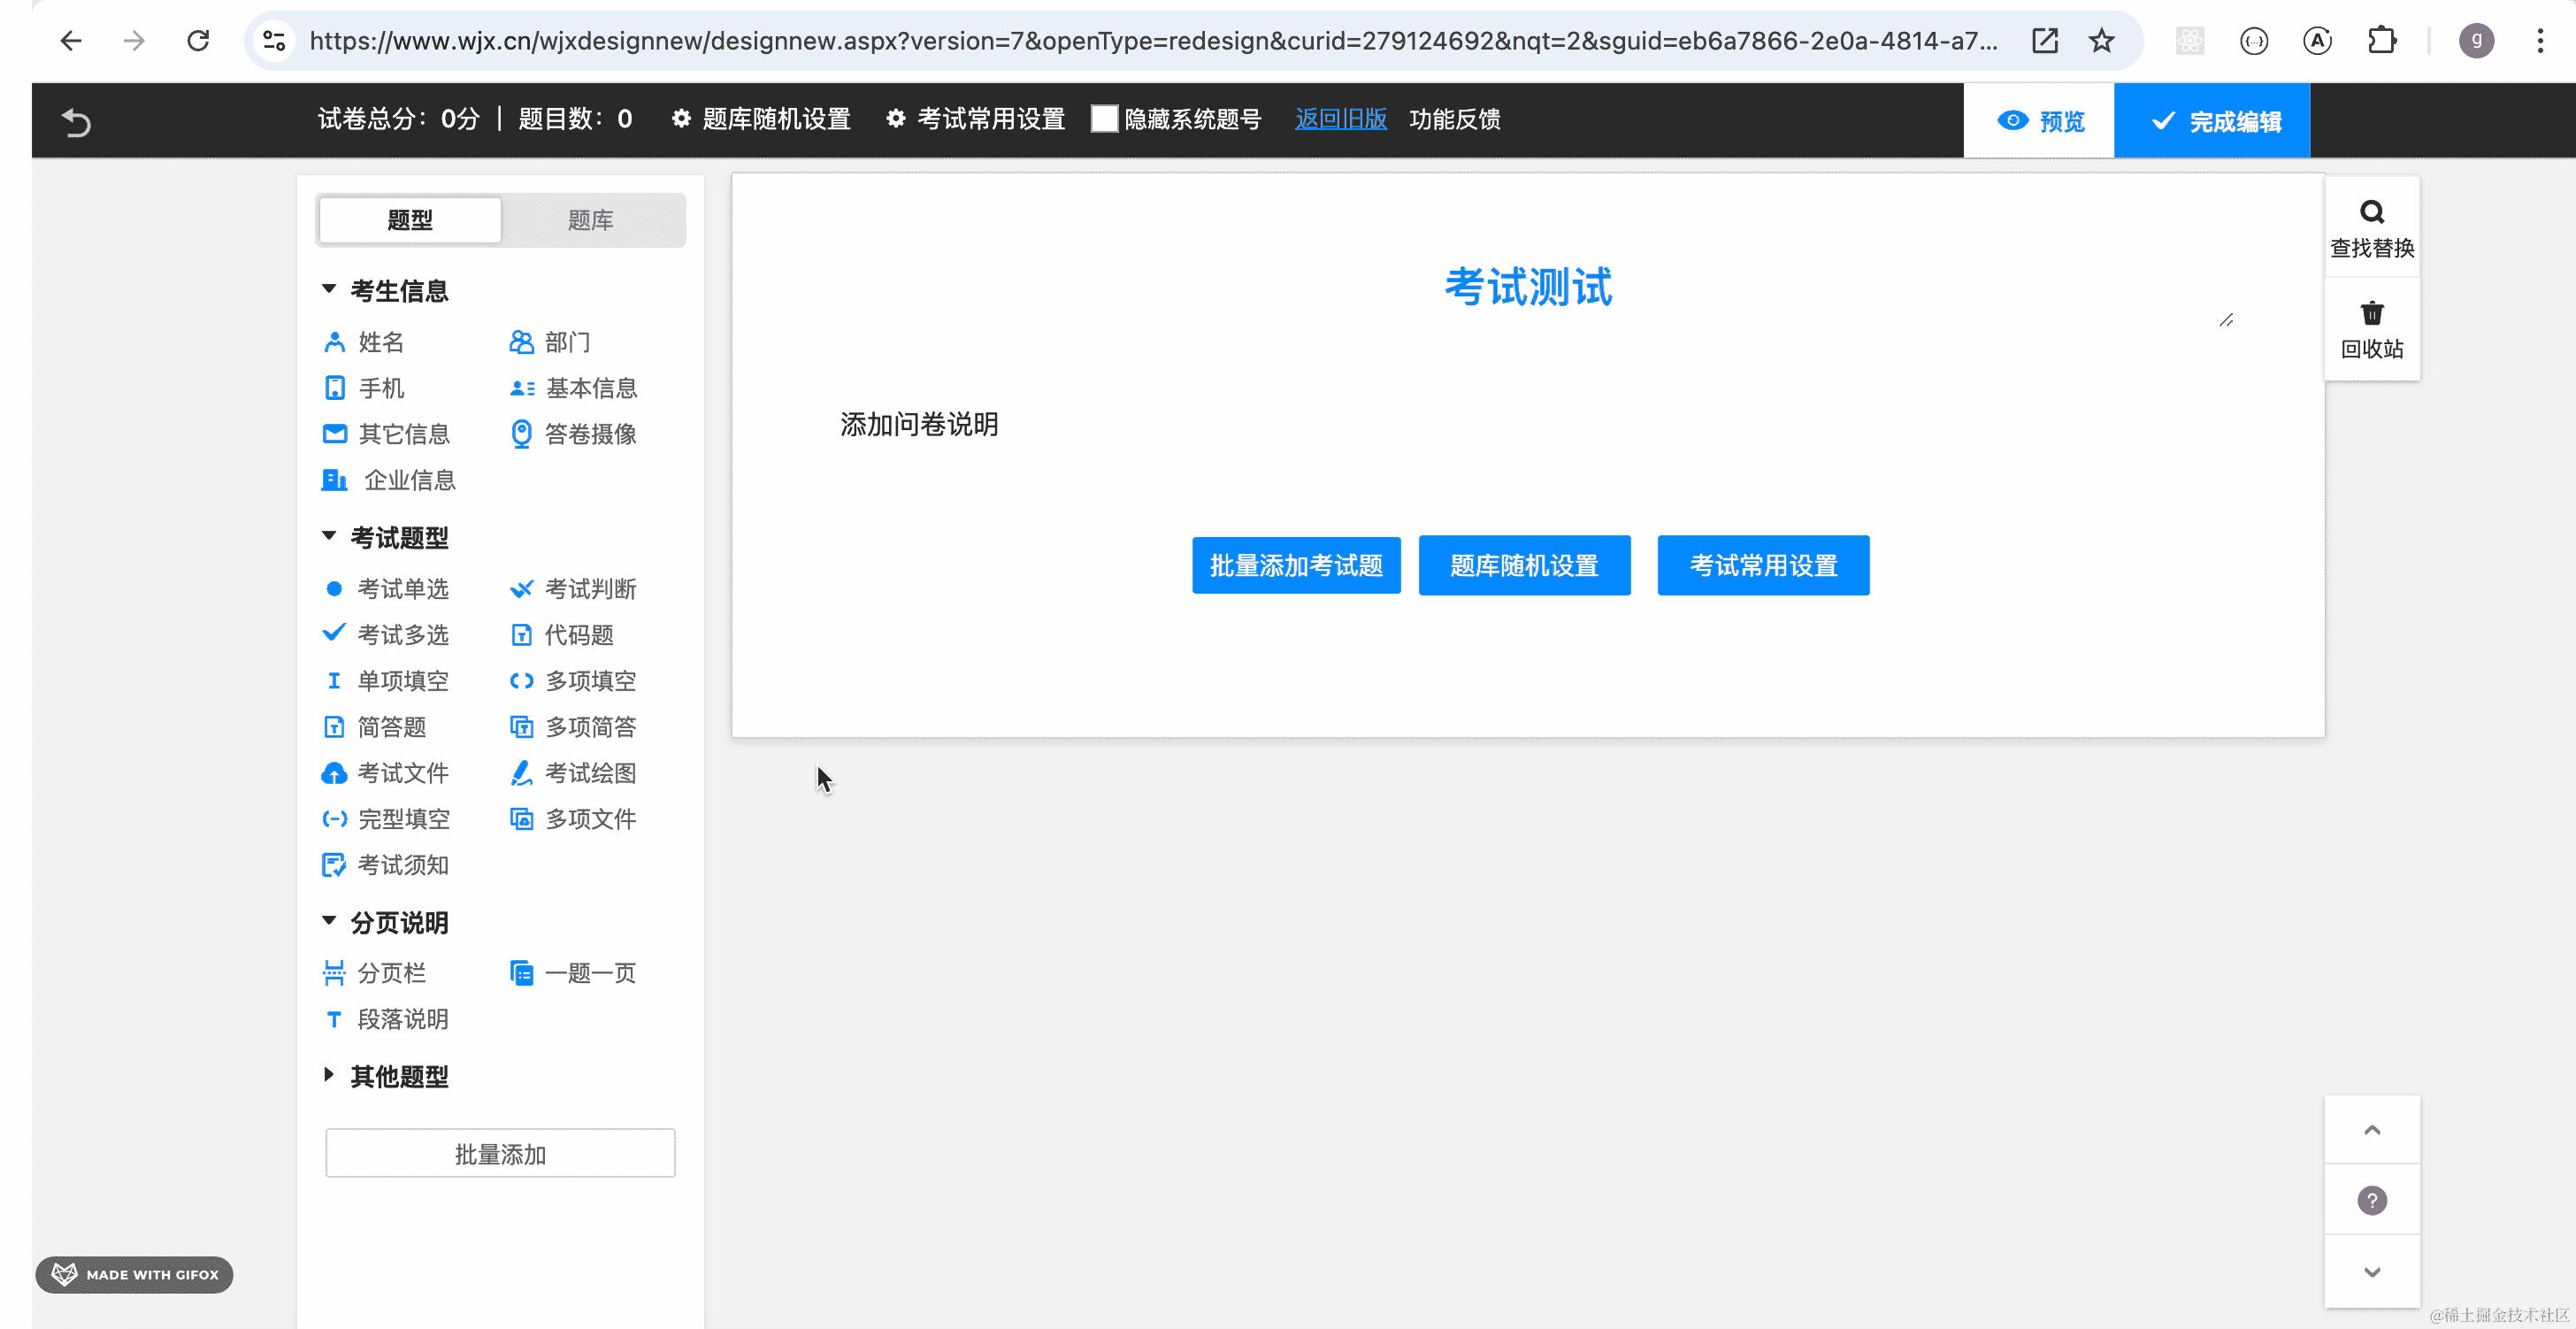 https://www.wjx.cn/wjxdesignnew/designnew.aspx?version=7&openType=redesign&curid=279124692&nqt=2&sguid=eb6a7866-2e0a-4814-a7...
g
试卷总分：0分 | 题目数：0 题库随机设置 考试常用设置 隐藏系统题号 返回旧版 功能反馈 预览 完成编辑
题型 题库
考生信息
姓名 部门
手机 基本信息
其它信息 答卷摄像
企业信息
考试题型
考试单选 考试判断
考试多选 代码题
单项填空 多项填空
简答题 多项简答
考试文件 考试绘图
完型填空 多项文件
考试须知
分页说明
分页栏 一题一页
段落说明
其他题型
批量添加
考试测试
添加问卷说明
批量添加考试题 题库随机设置 考试常用设置
查找替换
回收站
MADE WITH GIFOX
@稀土掘金技术社区